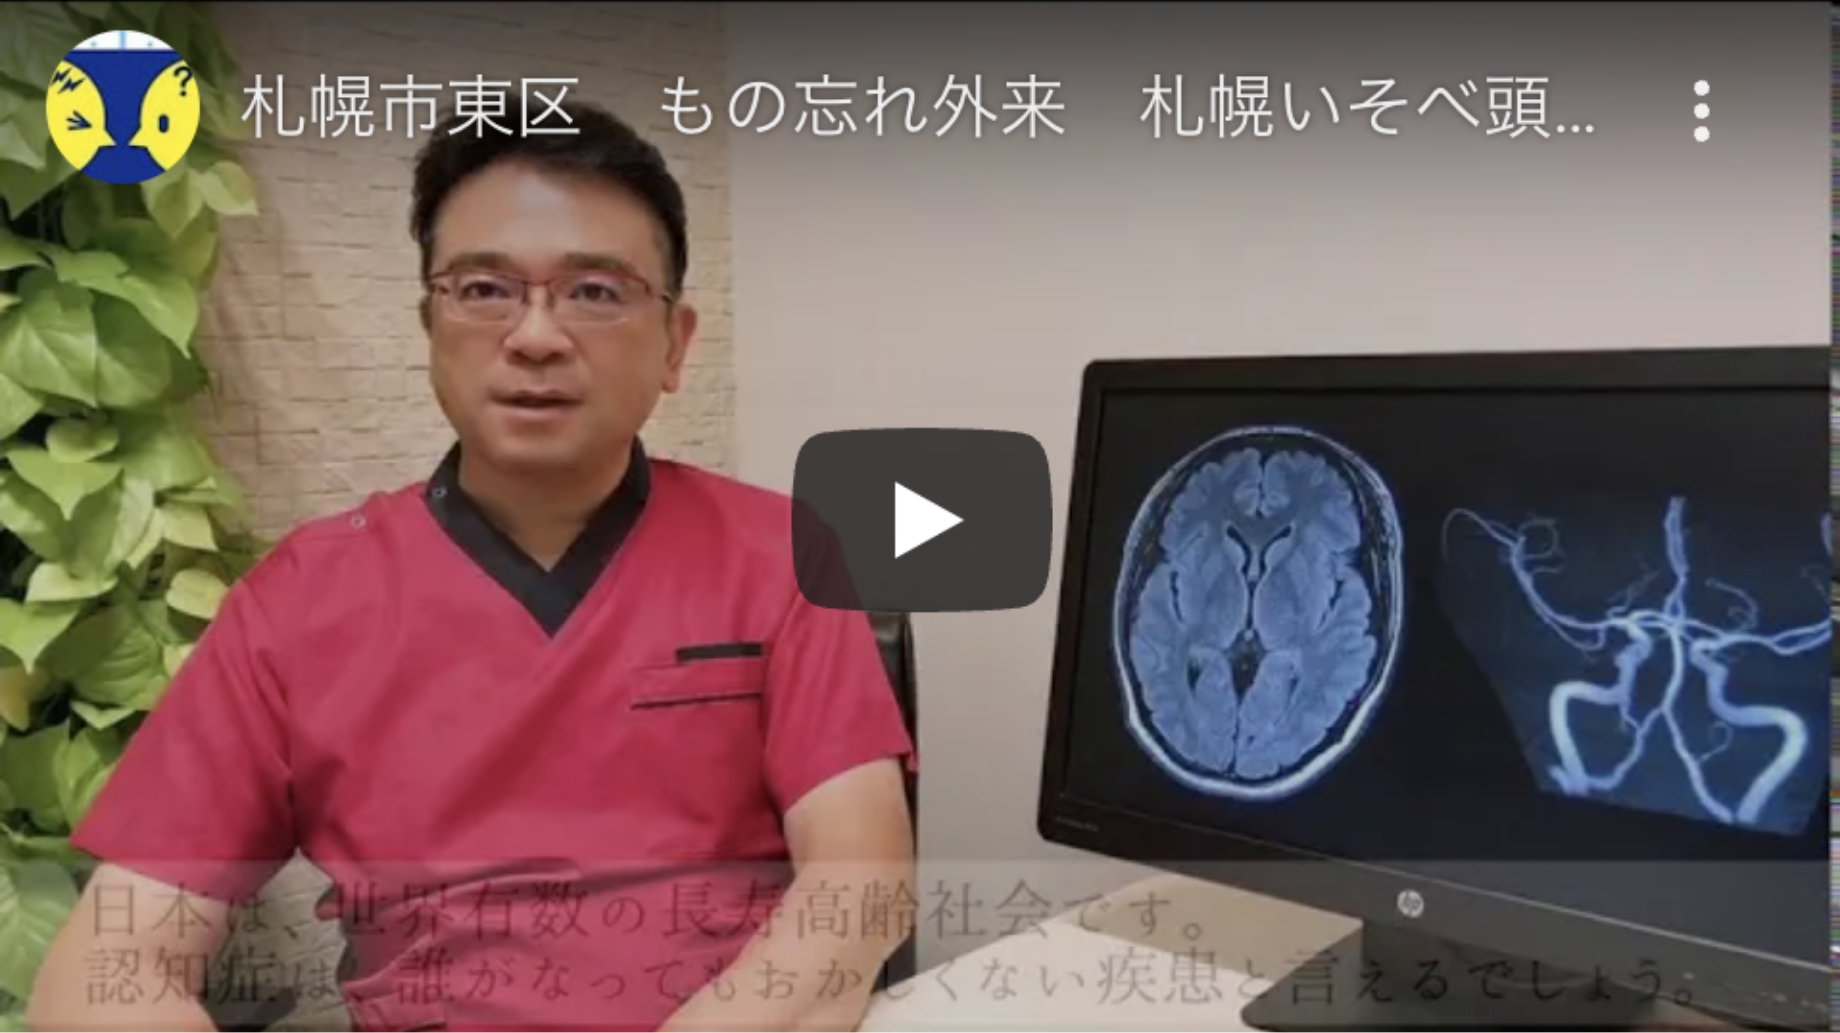 札幌市東区　もの忘れ外来　札幌いそべ頭...
?
日本は、世界有数の長寿高齢社会です。
認知症は、誰がなってもおかしくない疾患と言えるでしょう。
hp